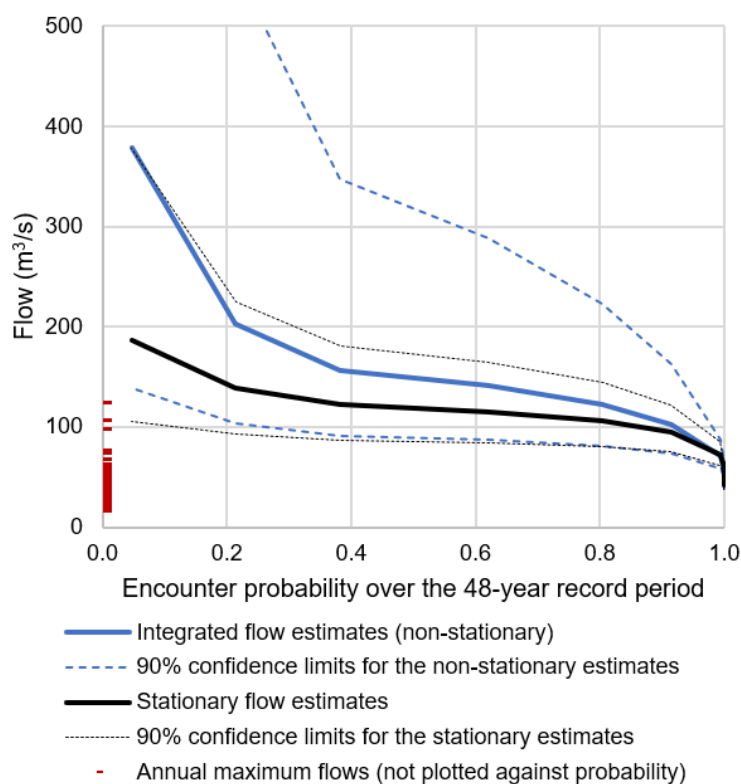 500
400
300
200
100
0
Flow (m³/s)
0.0 0.2 0.4 0.6 0.8 1.0
Encounter probability over the 48-year record period
Integrated flow estimates (non-stationary)
90% confidence limits for the non-stationary estimates
Stationary flow estimates
90% confidence limits for the stationary estimates
Annual maximum flows (not plotted against probability)